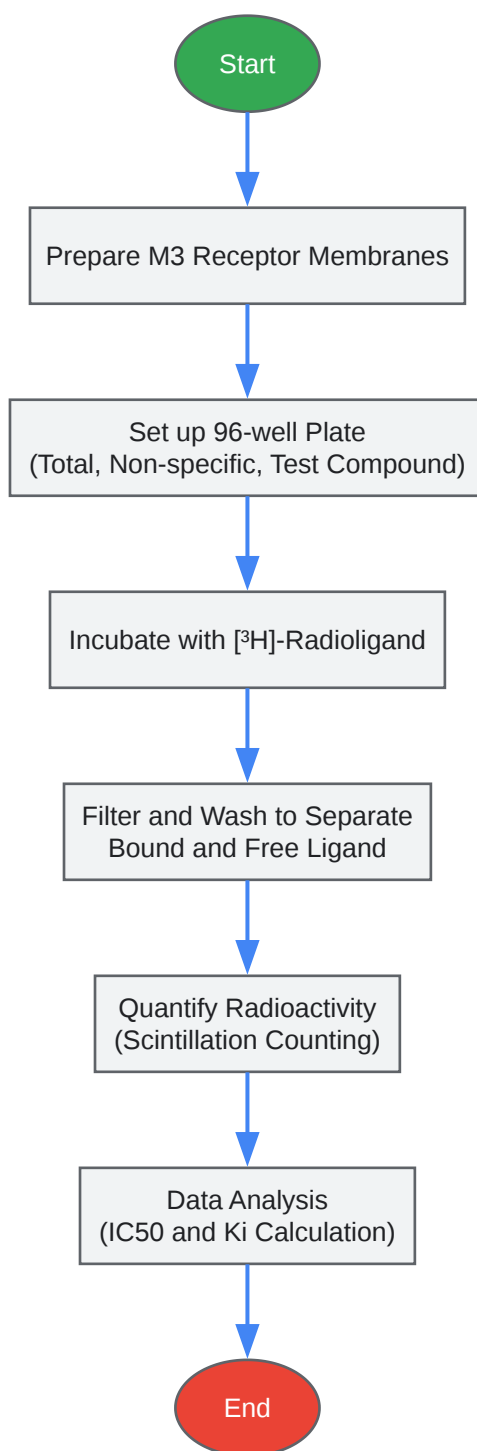 Start
Prepare M3 Receptor Membranes
Set up 96-well Plate
(Total, Non-specific, Test Compound)
Incubate with [³H]-Radioligand
Filter and Wash to Separate
Bound and Free Ligand
Quantify Radioactivity
(Scintillation Counting)
Data Analysis
(IC50 and Ki Calculation)
End